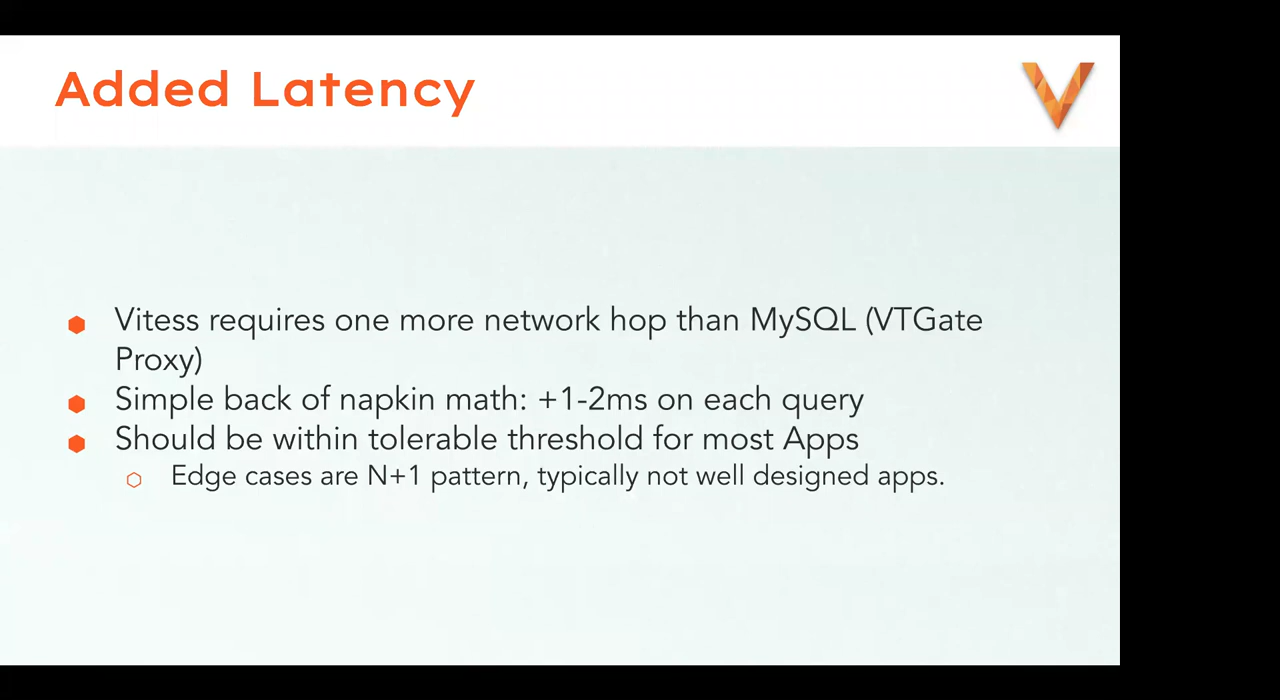 Added Latency
Vitess requires one more network hop than MySQL (VTGate
Proxy)
Simple back of napkin math: +1-2ms on each query
Should be within tolerable threshold for most Apps
Edge cases are N+1 pattern, typically not well designed apps.